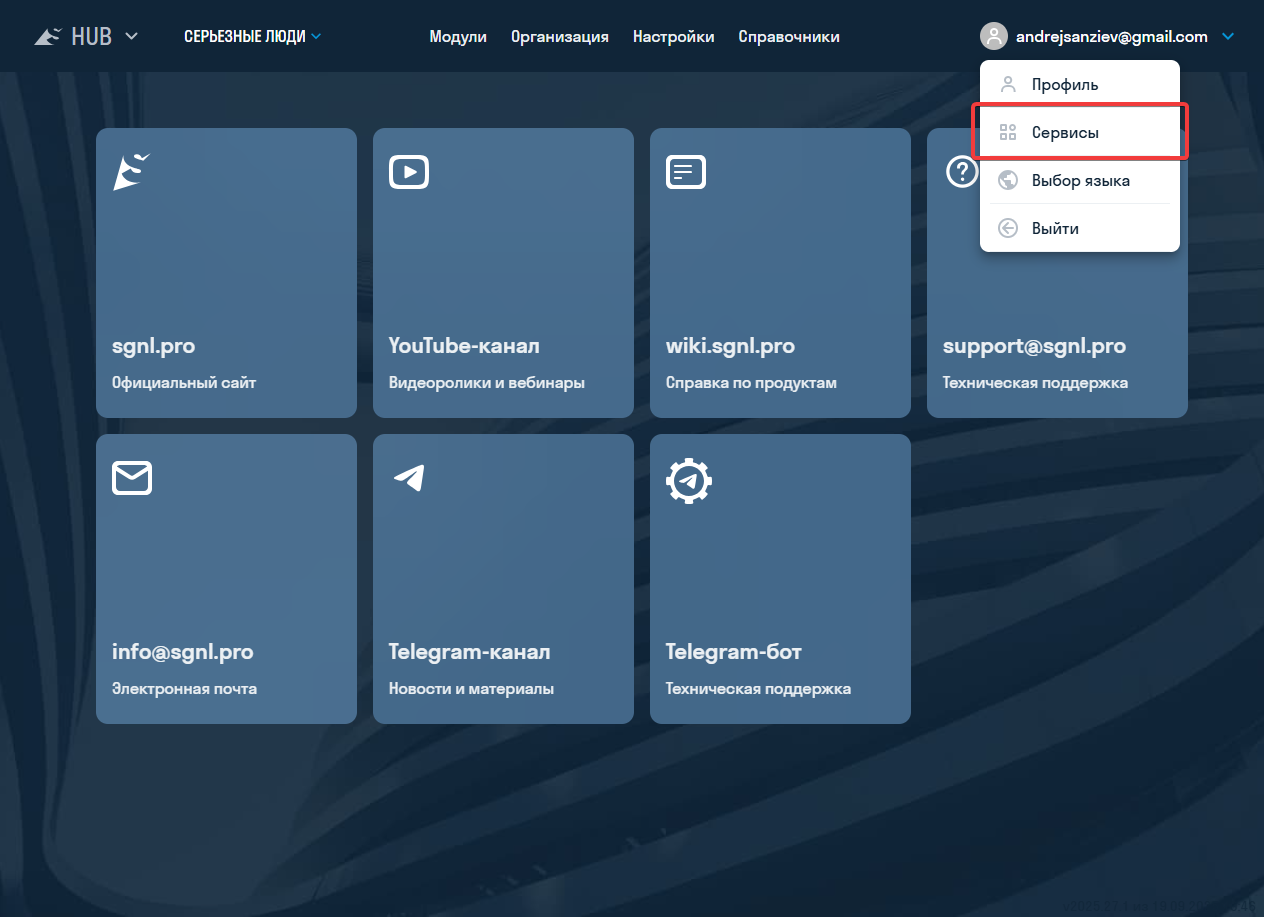 HUB
СЕРЬЕЗНЫЕ ЛЮДИ
Модули
Организация
Настройки
Справочники
andrejsanziev@gmail.com
Профиль
Сервисы
Выбор языка
Выйти
sgnl.pro
Официальный сайт
YouTube-канал
Видеоролики и вебинары
wiki.sgnl.pro
Справка по продуктам
support@sgnl.pro
Техническая поддержка
info@sgnl.pro
Электронная почта
Telegram-канал
Новости и материалы
Telegram-бот
Техническая поддержка